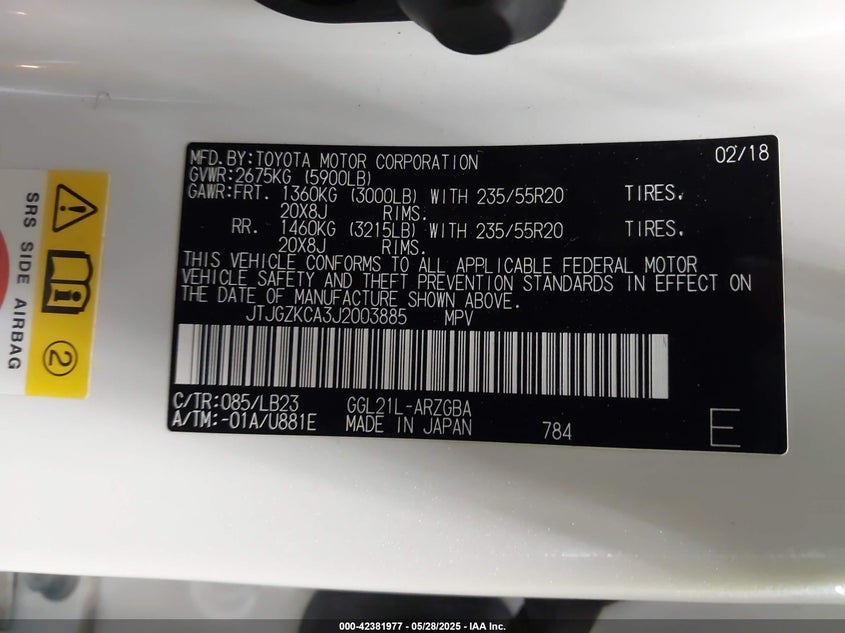 MFD.BY:TOYOTA MOTOR CORPORATION 02/18
GVWR:2675KG (5900LB)
GAWR:FRT. 1360KG (3000LB) WITH 235/55R20 TIRES.
20X8J RIMS.
RR. 1460KG (3215LB) WITH 235/55R20 TIRES.
20X8J RIMS.
THIS VEHICLE CONFORMS TO ALL APPLICABLE FEDERAL MOTOR
VEHICLE SAFETY AND THEFT PREVENTION STANDARDS IN EFFECT ON
THE DATE OF MANUFACTURE SHOWN ABOVE.
JTJGZKCA3J2003885 MPV
C/TR:085/LB23 GGL21L-ARZGBA
A/TM:-01A/U881E MADE IN JAPAN 784 E
SRS SIDE AIRBAG
2
000-42381977 — 05/28/2025 — IAA Inc.